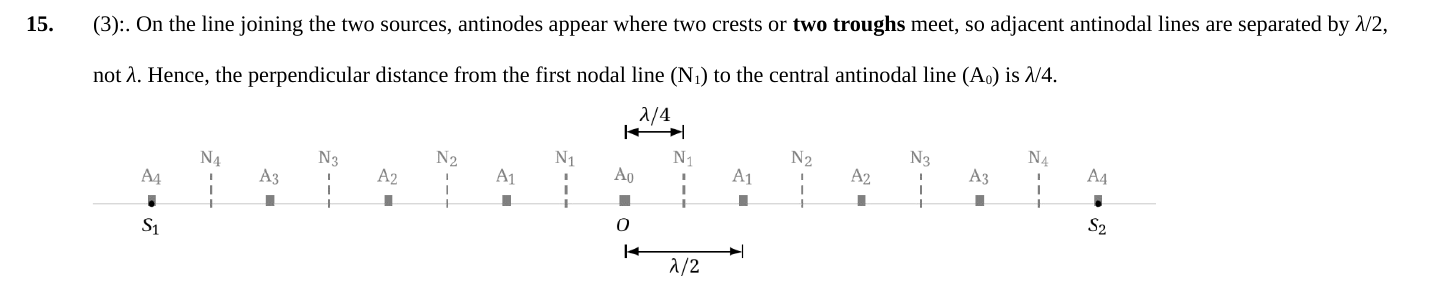 15. (3):. On the line joining the two sources, antinodes appear where two crests or two troughs meet, so adjacent antinodal lines are separated by λ/2,
not λ. Hence, the perpendicular distance from the first nodal line (N₁) to the central antinodal line (A₀) is λ/4.
λ/4
N₄ N₃ N₂ N₁ N₁ N₂ N₃ N₄
A₄ A₃ A₂ A₁ A₀ A₁ A₂ A₃ A₄
S₁ O S₂
λ/2